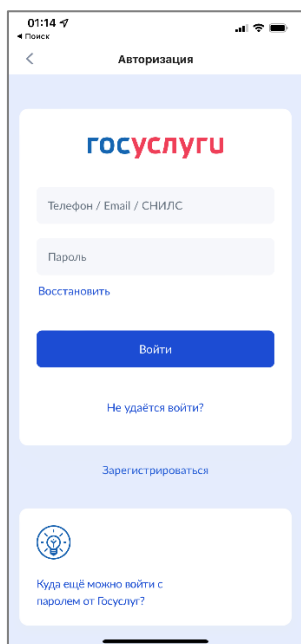 01:14
Поиск
Авторизация
госуслуги
Телефон / Email / СНИЛС
Пароль
Восстановить
Войти
Не удаётся войти?
Зарегистрироваться
Куда ещё можно войти с
паролем от Госуслуг?